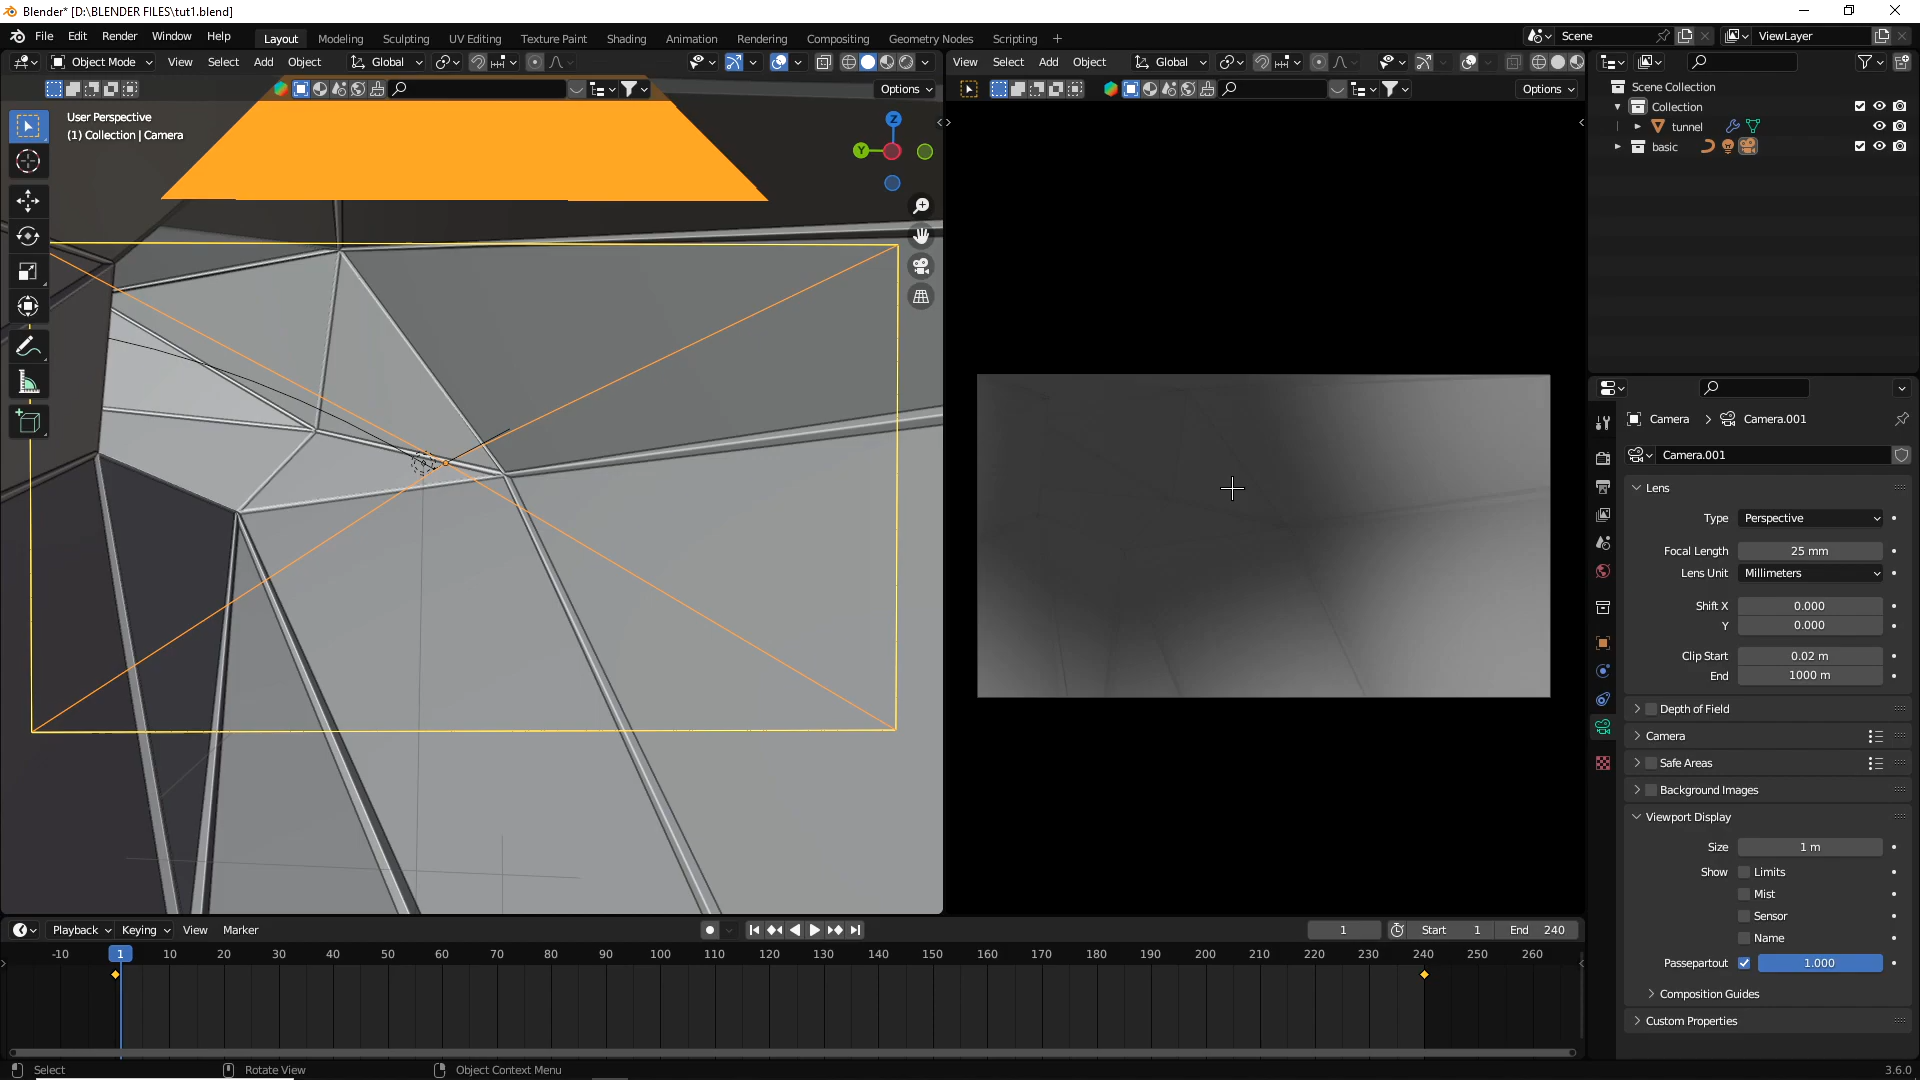 Blender* [D:\BLENDER FILES\tut1.blend]
File Edit Render Window Help Layout Modeling Sculpting UV Editing Texture Paint Shading Animation Rendering Compositing Geometry Nodes Scripting + Scene ViewLayer
Object Mode View Select Add Object Global View Select Add Object Global
Options Options
User Perspective
(1) Collection | Camera
Z
Y
Scene Collection
Collection
tunnel
basic
Camera > Camera.001
Camera.001
Lens
Type Perspective
Focal Length 25 mm
Lens Unit Millimeters
Shift X 0.000
Y 0.000
Clip Start 0.02 m
End 1000 m
Depth of Field
Camera
Safe Areas
Background Images
Viewport Display
Size 1 m
Show Limits
Mist
Sensor
Name
Passepartout 1.000
Composition Guides
Custom Properties
Playback Keying View Marker 1 Start 1 End 240
-10 1 10 20 30 40 50 60 70 80 90 100 110 120 130 140 150 160 170 180 190 200 210 220 230 240 250 260
Select Rotate View Object Context Menu 3.6.0